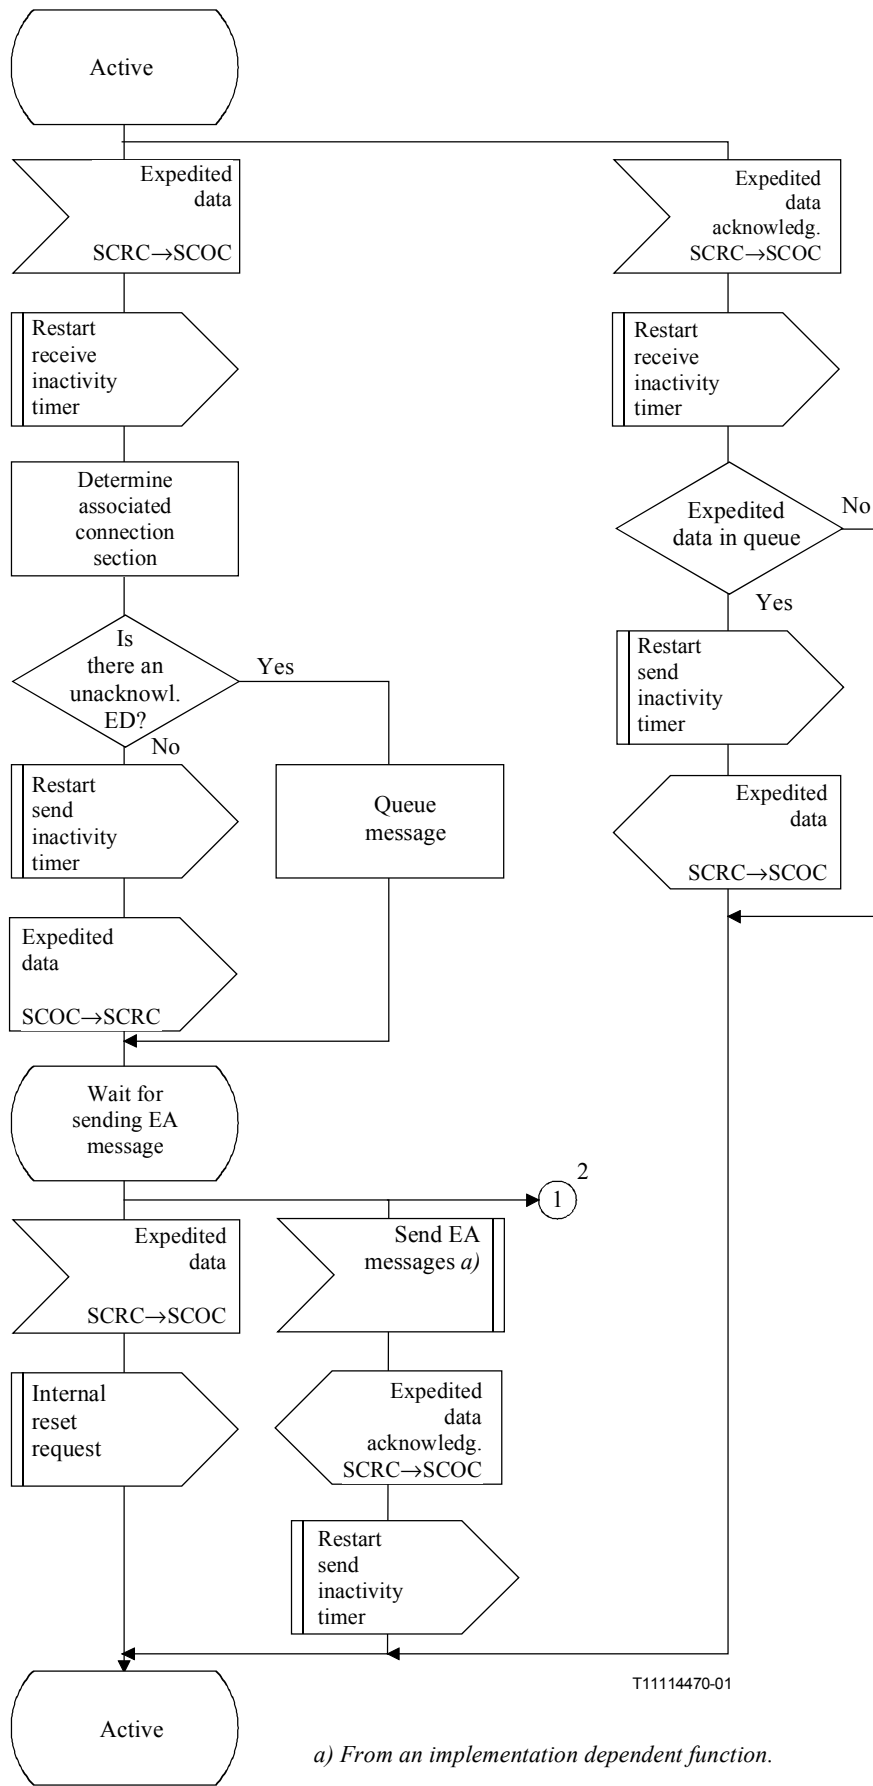 Active
Expedited
data
SCRC→SCOC
Expedited
data
acknowledg.
SCRC→SCOC
Restart
receive
inactivity
timer
Restart
receive
inactivity
timer
Determine
associated
connection
section
Expedited
data in queue
No
Yes
Is
there an
unacknowl.
ED?
Yes
No
Restart
send
inactivity
timer
Restart
send
inactivity
timer
Queue
message
Expedited
data
SCRC→SCOC
Expedited
data
SCOC→SCRC
Wait for
sending EA
message
1
2
Expedited
data
SCRC→SCOC
Send EA
messages a)
Internal
reset
request
Expedited
data
acknowledg.
SCRC→SCOC
Restart
send
inactivity
timer
T11114470-01
Active
a) From an implementation dependent function.